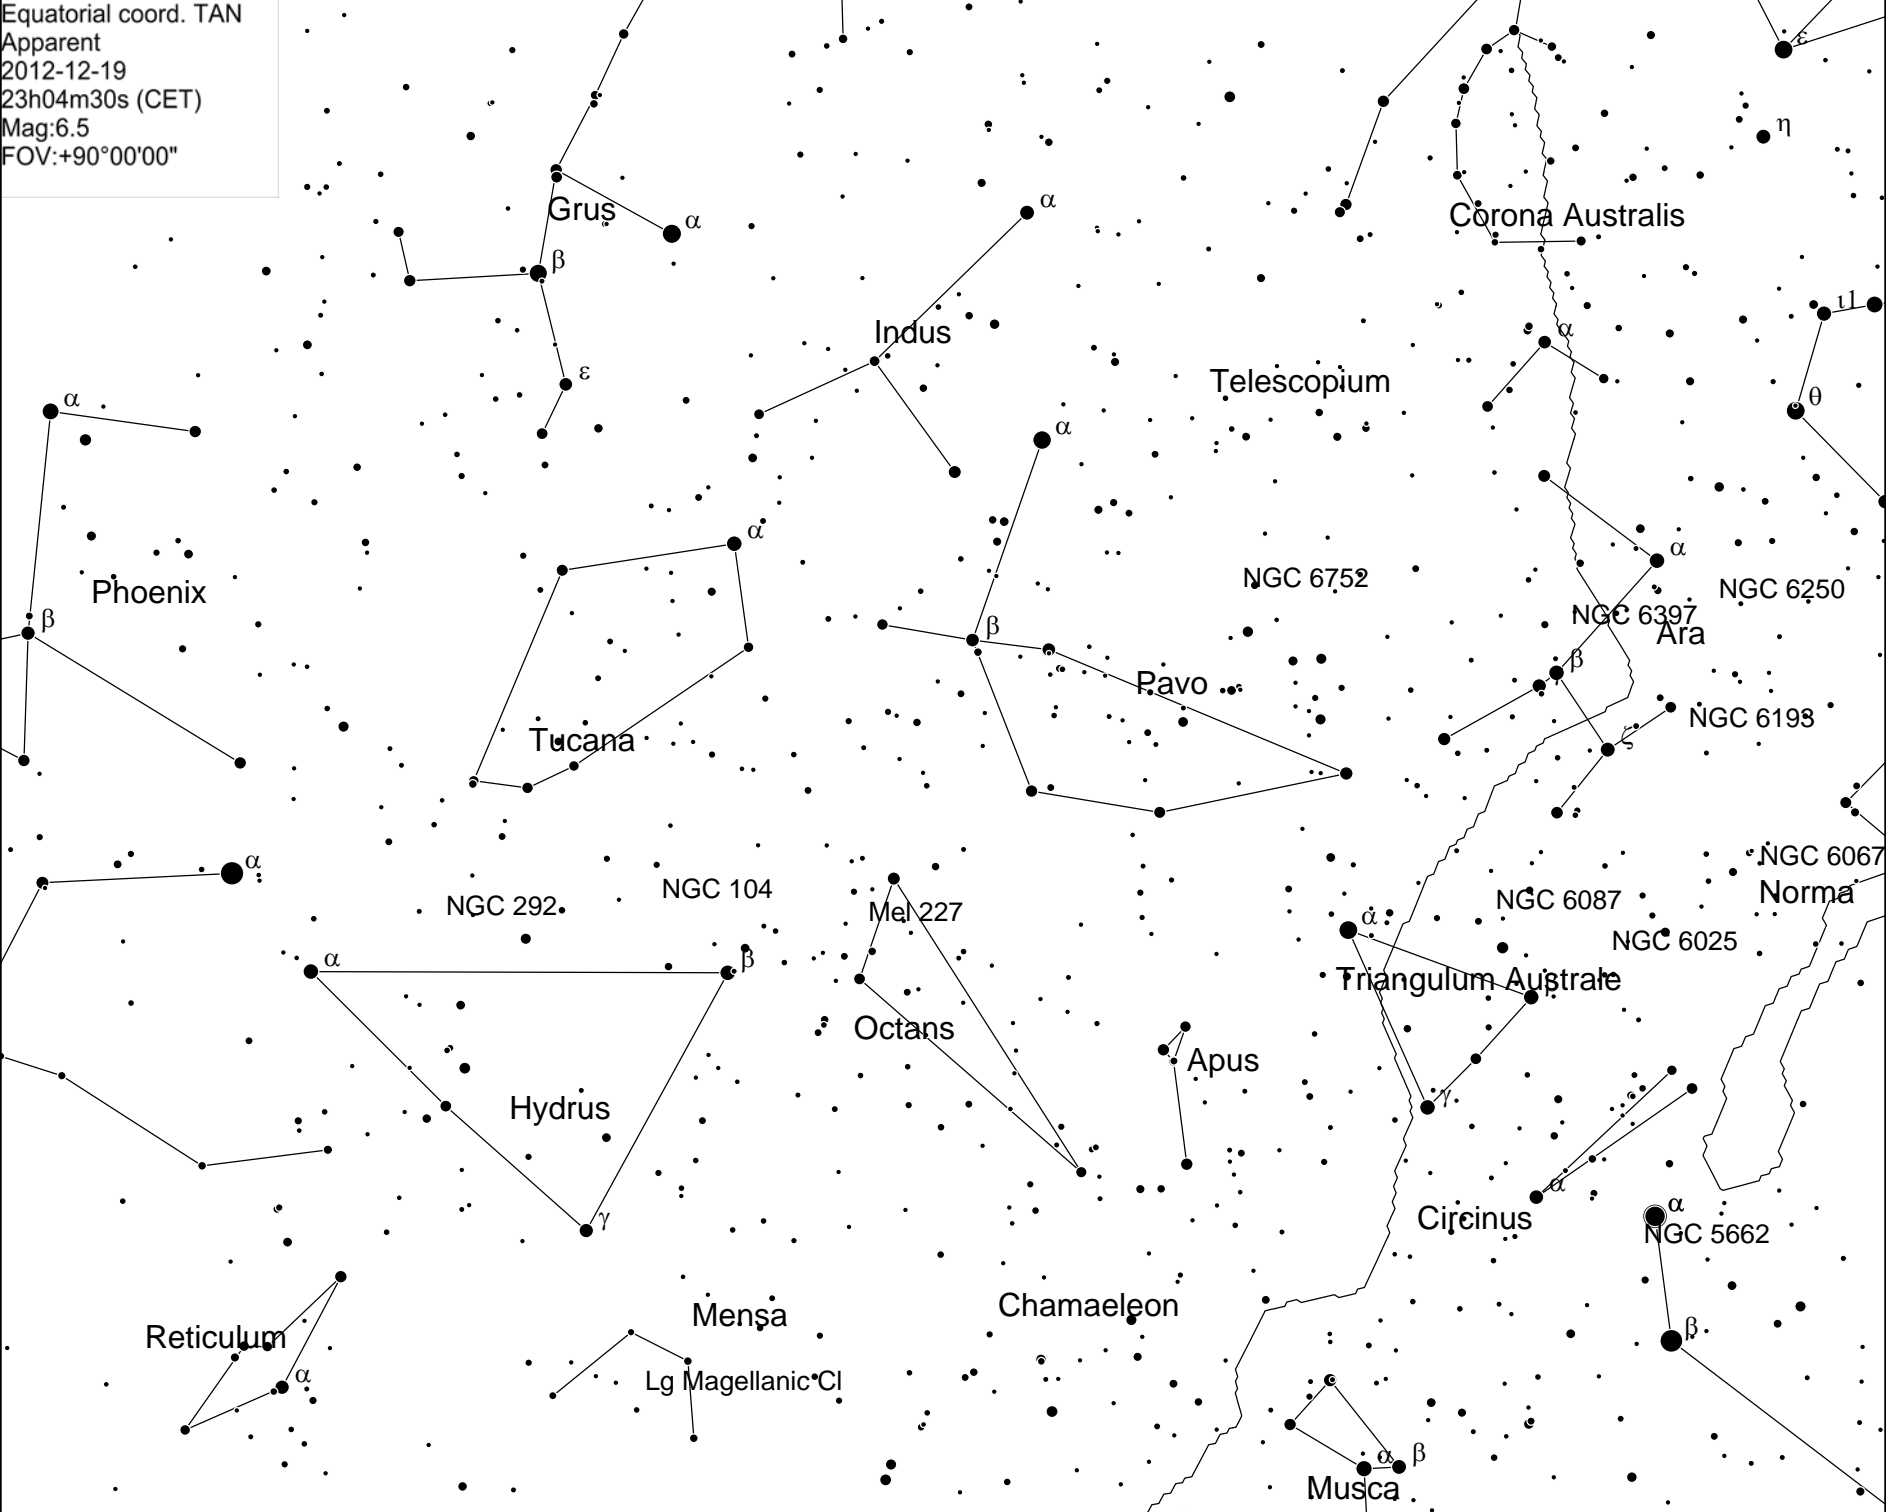 Equatorial coord. TAN
Apparent
2012-12-19
23h04m30s (CET)
Mag:6.5
FOV:+90°00'00"
ε
η
Grus
α
α
Corona Australis
β
ι1
Indus
α
Telescopium
ε
α
θ
α
α
α
NGC 6752
NGC 6250
Phoenix
NGC 6397
β
β
Ara
β
Pavo
NGC 6193
Tucana
ζ
α
NGC 6067
NGC 104
Norma
NGC 292
Mel 227
NGC 6087
α
NGC 6025
α
β
Triangulum Australe
β
Octans
Apus
Hydrus
γ
α
γ
Circinus
α
NGC 5662
Mensa
Chamaeleon
Reticulum
β
α
Lg Magellanic Cl
α
β
Musca